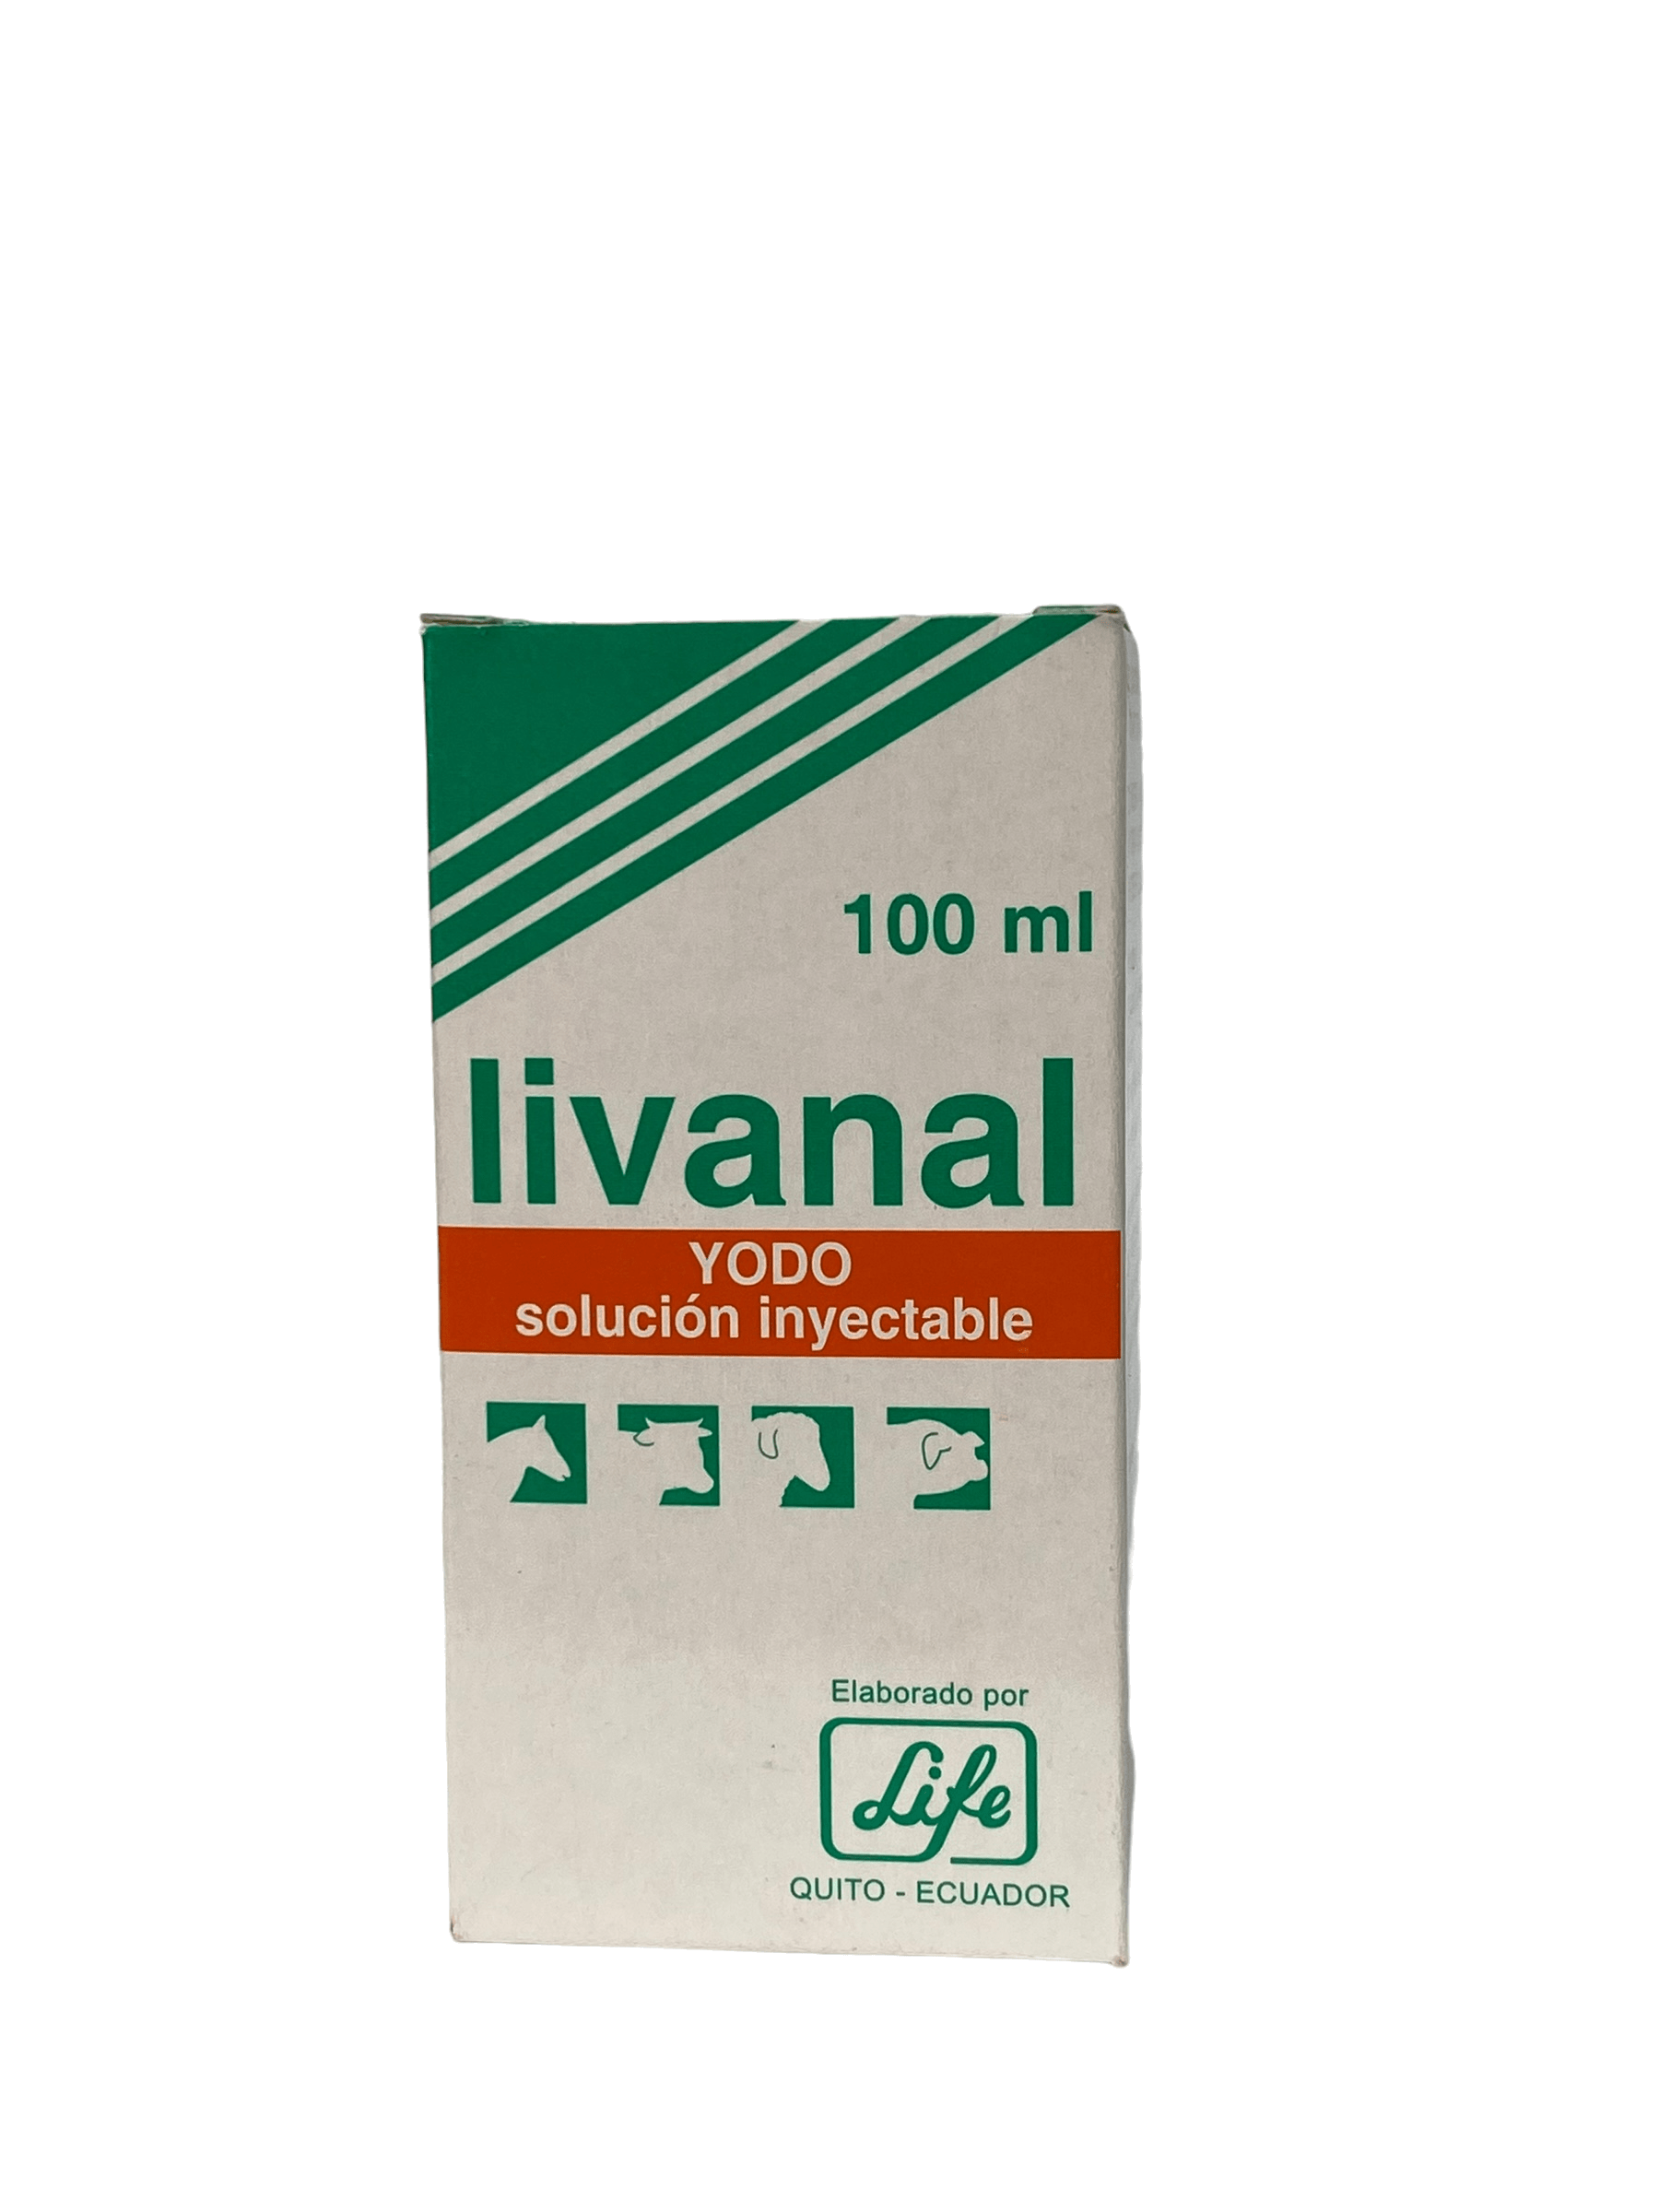 100 ml
livanal
YODO
solución inyectable
Elaborado por
Life
QUITO - ECUADOR